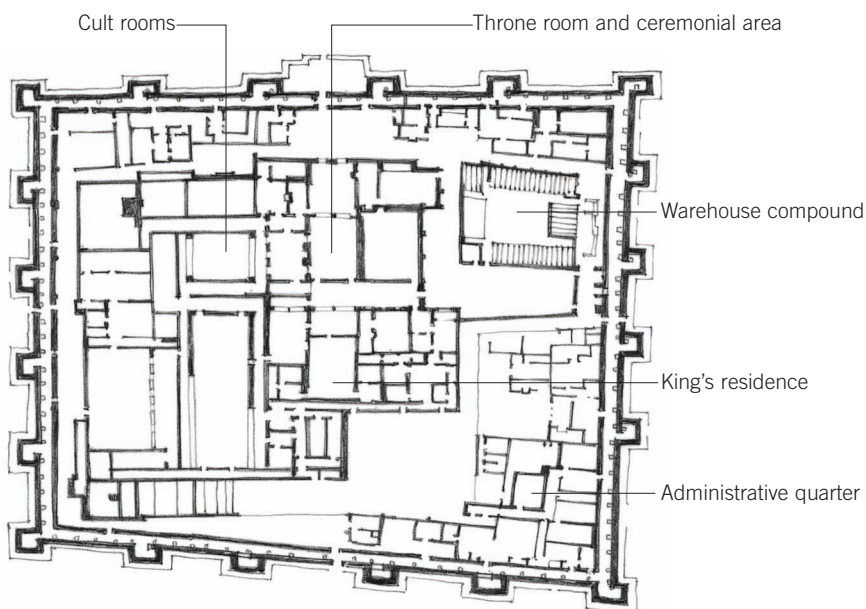 Cult rooms
Throne room and ceremonial area
Warehouse compound
King's residence
Administrative quarter